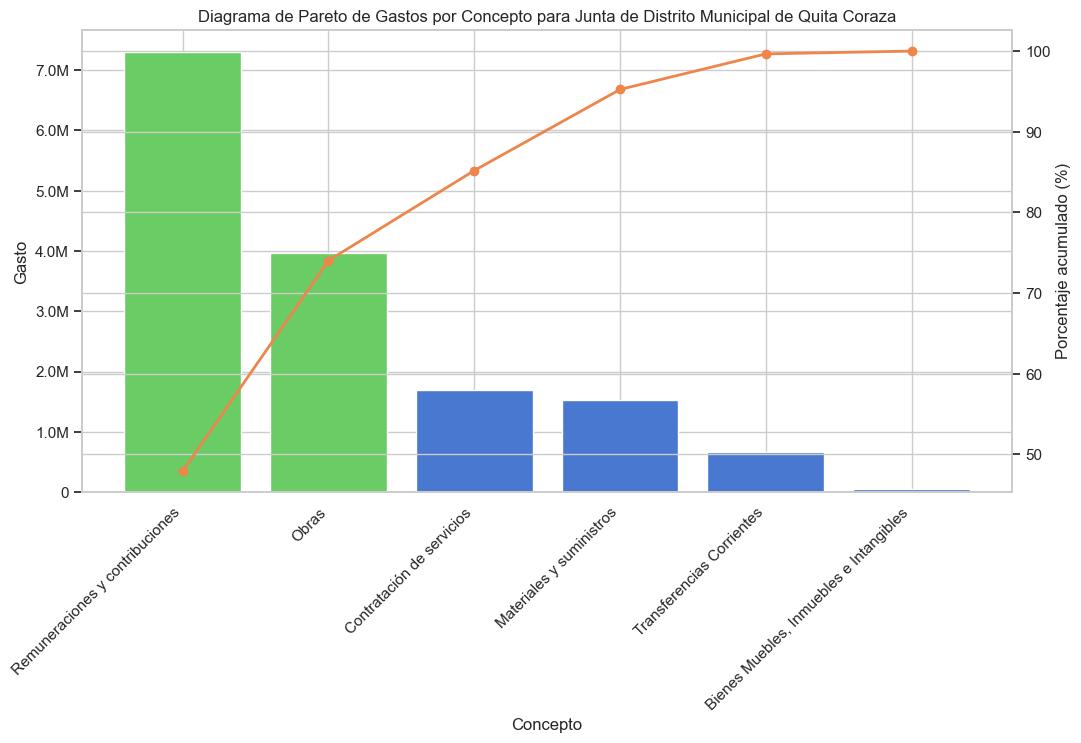 Diagrama de Pareto de Gastos por Concepto para Junta de Distrito Municipal de Quita Coraza
7.0M
6.0M
5.0M
4.0M
3.0M
2.0M
1.0M
0
Gasto
100
90
80
70
60
50
Porcentaje acumulado (%)
Remuneraciones y contribuciones
Obras
Contratación de servicios
Materiales y suministros
Transferencias Corrientes
Bienes Muebles, Inmuebles e Intangibles
Concepto